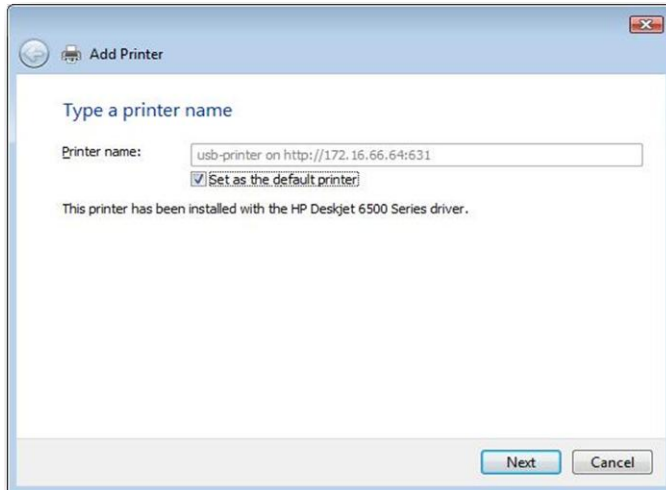 Add Printer
Type a printer name
Printer name:
usb-printer on http://172.16.66.64:631
Set as the default printer
This printer has been installed with the HP Deskjet 6500 Series driver.
Next
Cancel